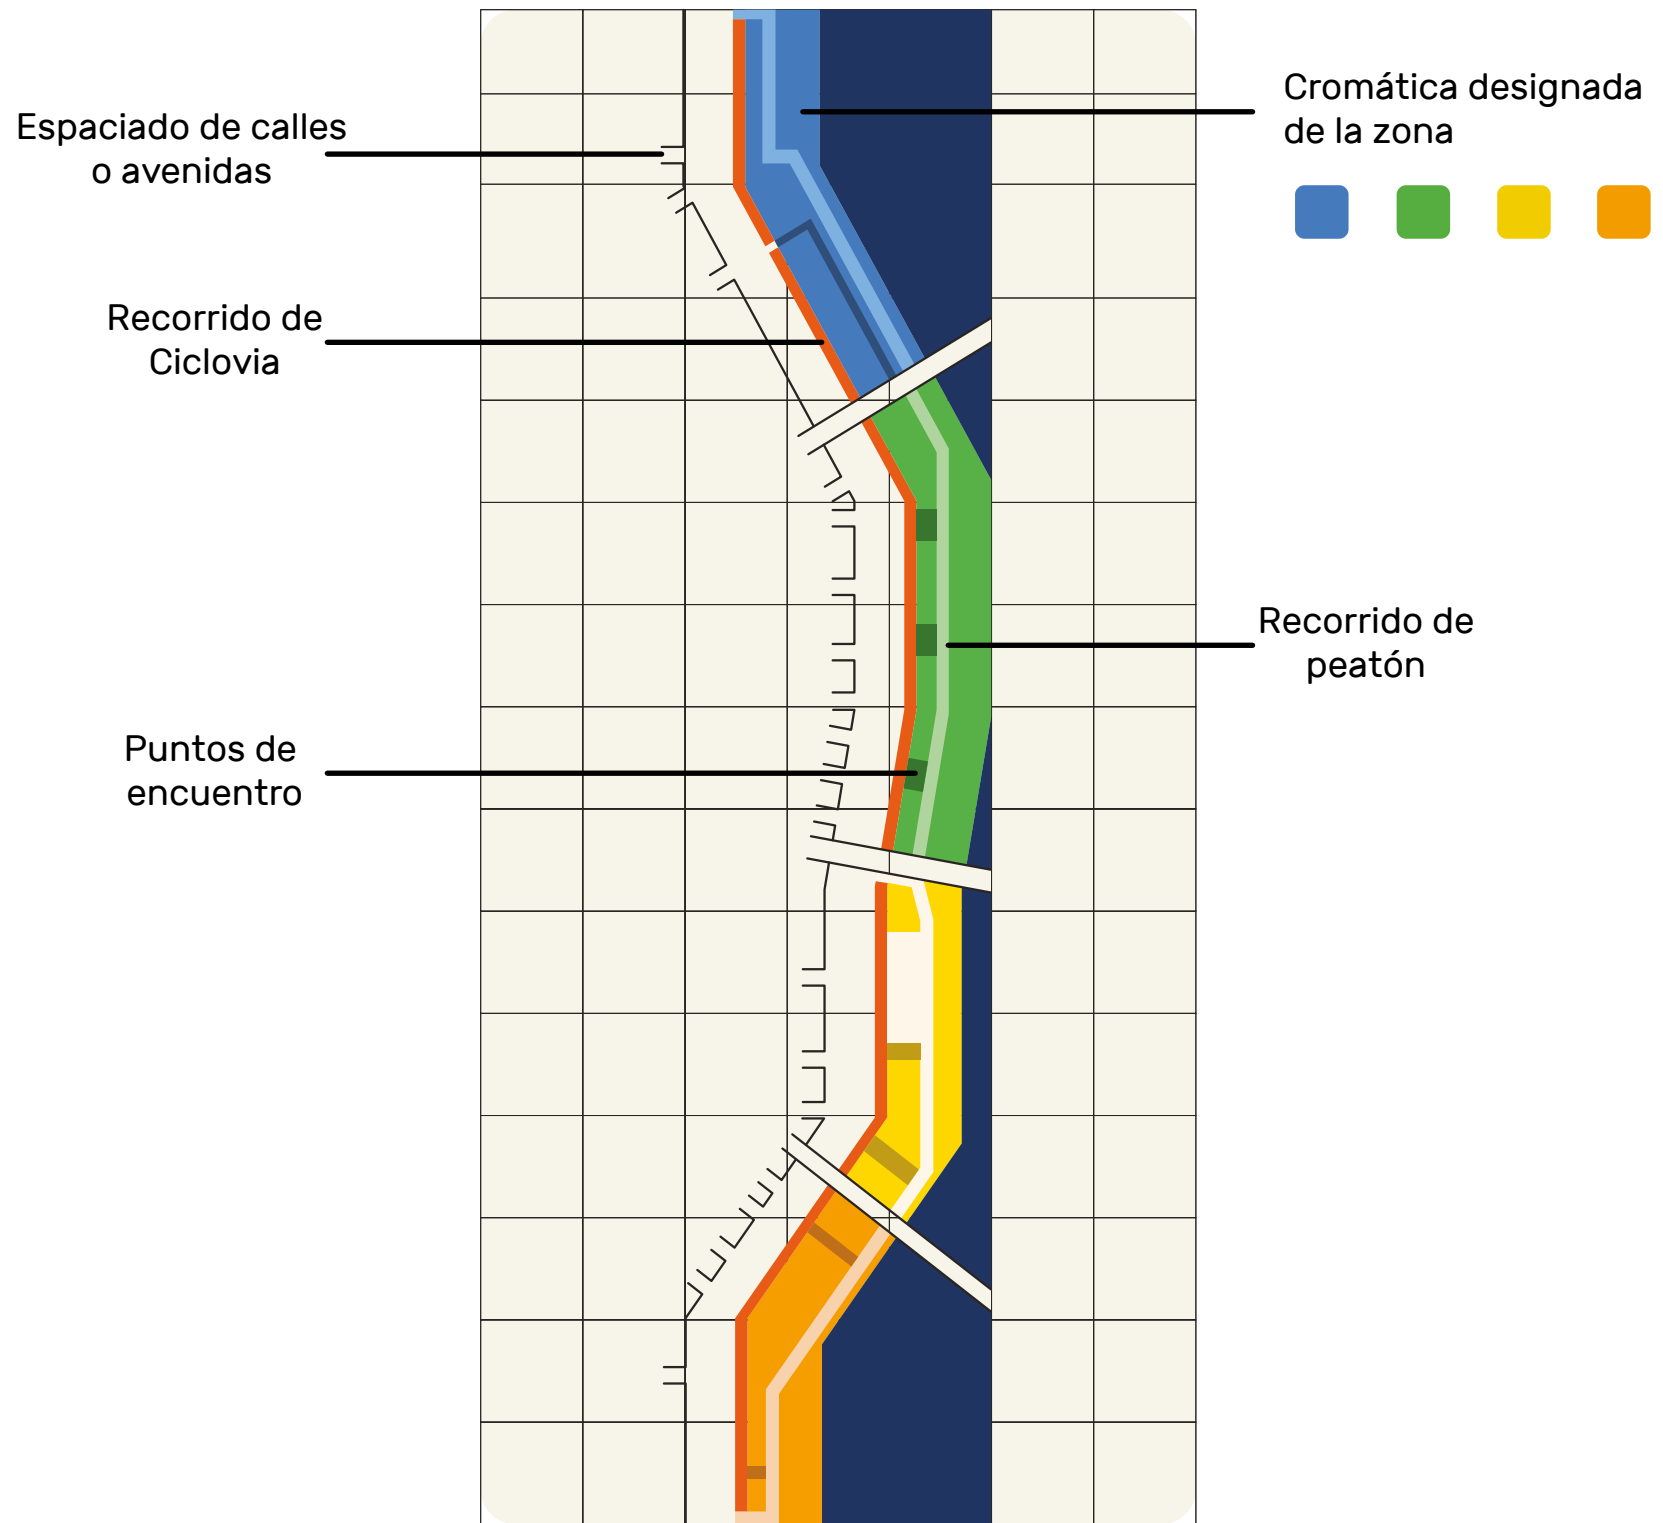 Cromática designada
de la zona
Espaciado de calles
o avenidas
Recorrido de
Ciclovia
Recorrido de
peatón
Puntos de
encuentro